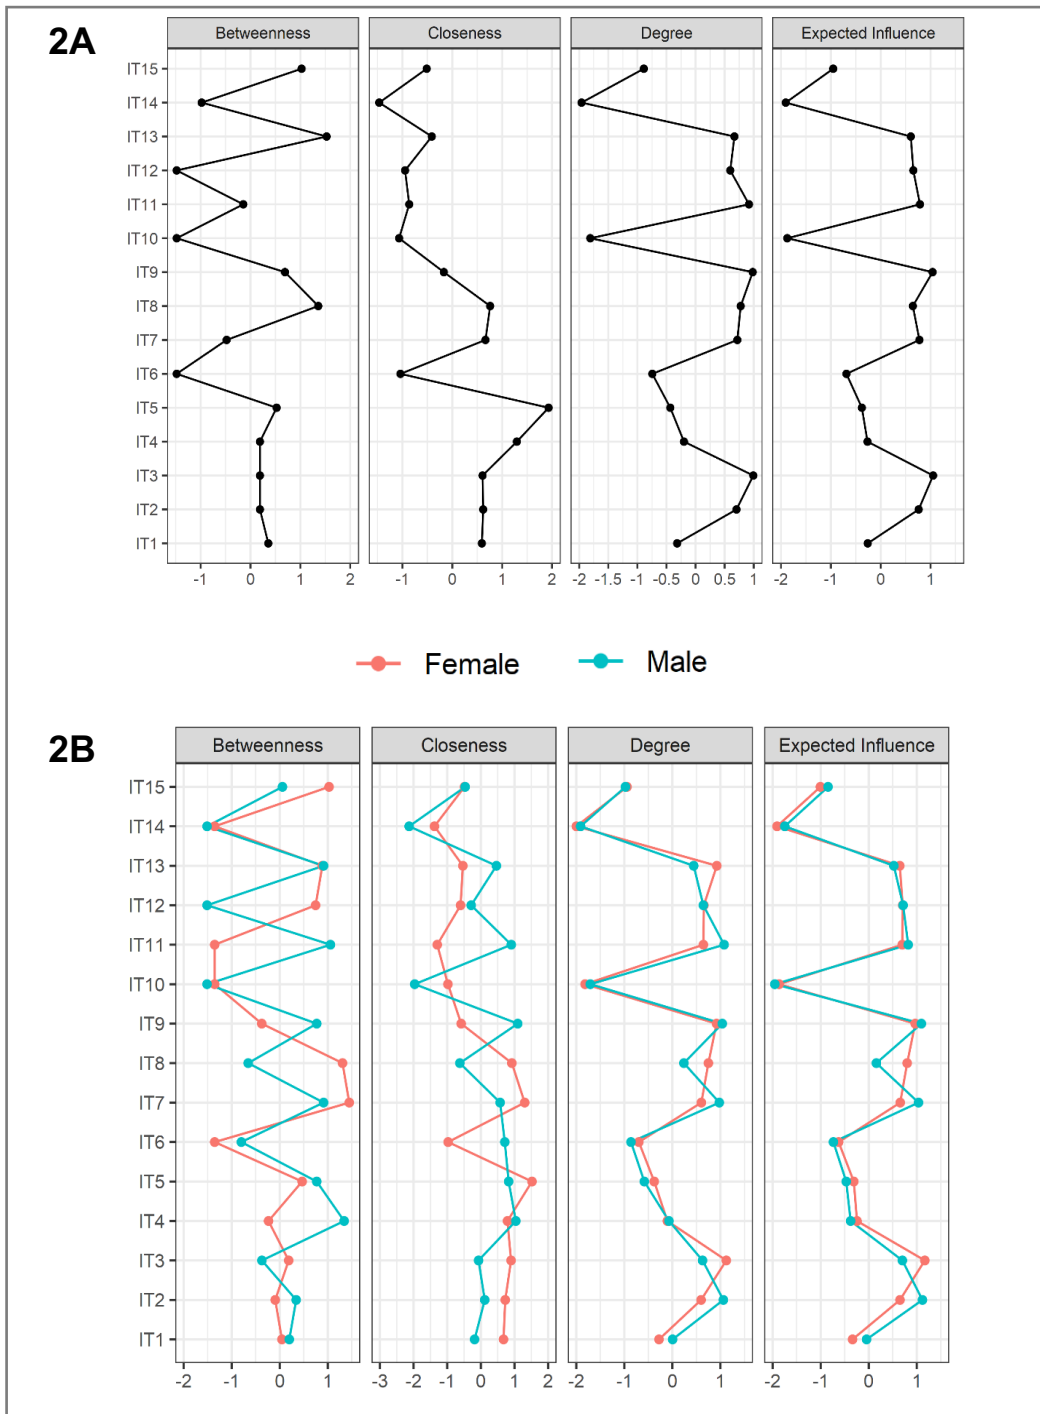 2A
Betweenness Closeness Degree Expected Influence
IT15
IT14
IT13
IT12
IT11
IT10
IT9
IT8
IT7
IT6
IT5
IT4
IT3
IT2
IT1
-1 0 1 2 -1 0 1 2 -2 -1.5 -1 -0.5 0 0.5 1 -2 -1 0 1
Female Male
2B
Betweenness Closeness Degree Expected Influence
IT15
IT14
IT13
IT12
IT11
IT10
IT9
IT8
IT7
IT6
IT5
IT4
IT3
IT2
IT1
-2 -1 0 1 -3 -2 -1 0 1 2 -2 -1 0 1 -2 -1 0 1